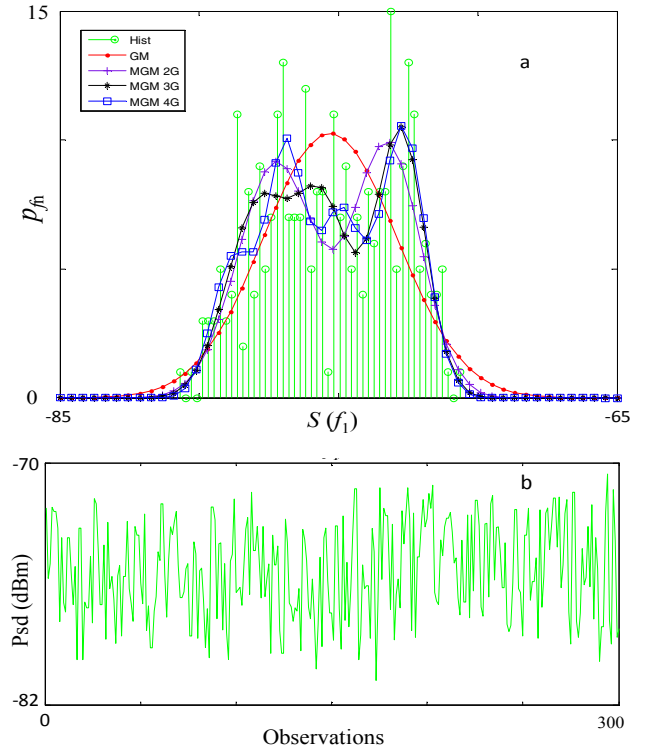 15
Hist
GM
MGM 2G
MGM 3G
MGM 4G
a
p_fn
0
-85
S (f_1)
-65
-70
b
Psd (dBm)
-82
0
300
Observations